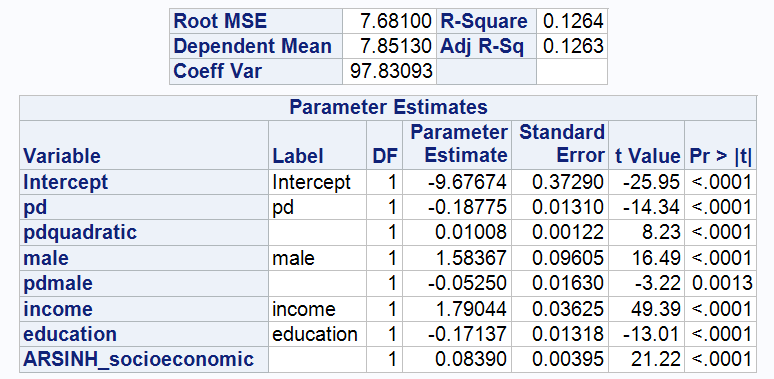 Root MSE 7.68100 R-Square 0.1264
Dependent Mean 7.85130 Adj R-Sq 0.1263
Coeff Var 97.83093
Parameter Estimates
Variable Label DF Parameter Estimate Standard Error t Value Pr > |t|
Intercept Intercept 1 -9.67674 0.37290 -25.95 <.0001
pd pd 1 -0.18775 0.01310 -14.34 <.0001
pdquadratic 1 0.01008 0.00122 8.23 <.0001
male male 1 1.58367 0.09605 16.49 <.0001
pdmale 1 -0.05250 0.01630 -3.22 0.0013
income income 1 1.79044 0.03625 49.39 <.0001
education education 1 -0.17137 0.01318 -13.01 <.0001
ARSINH_socioeconomic 1 0.08390 0.00395 21.22 <.0001